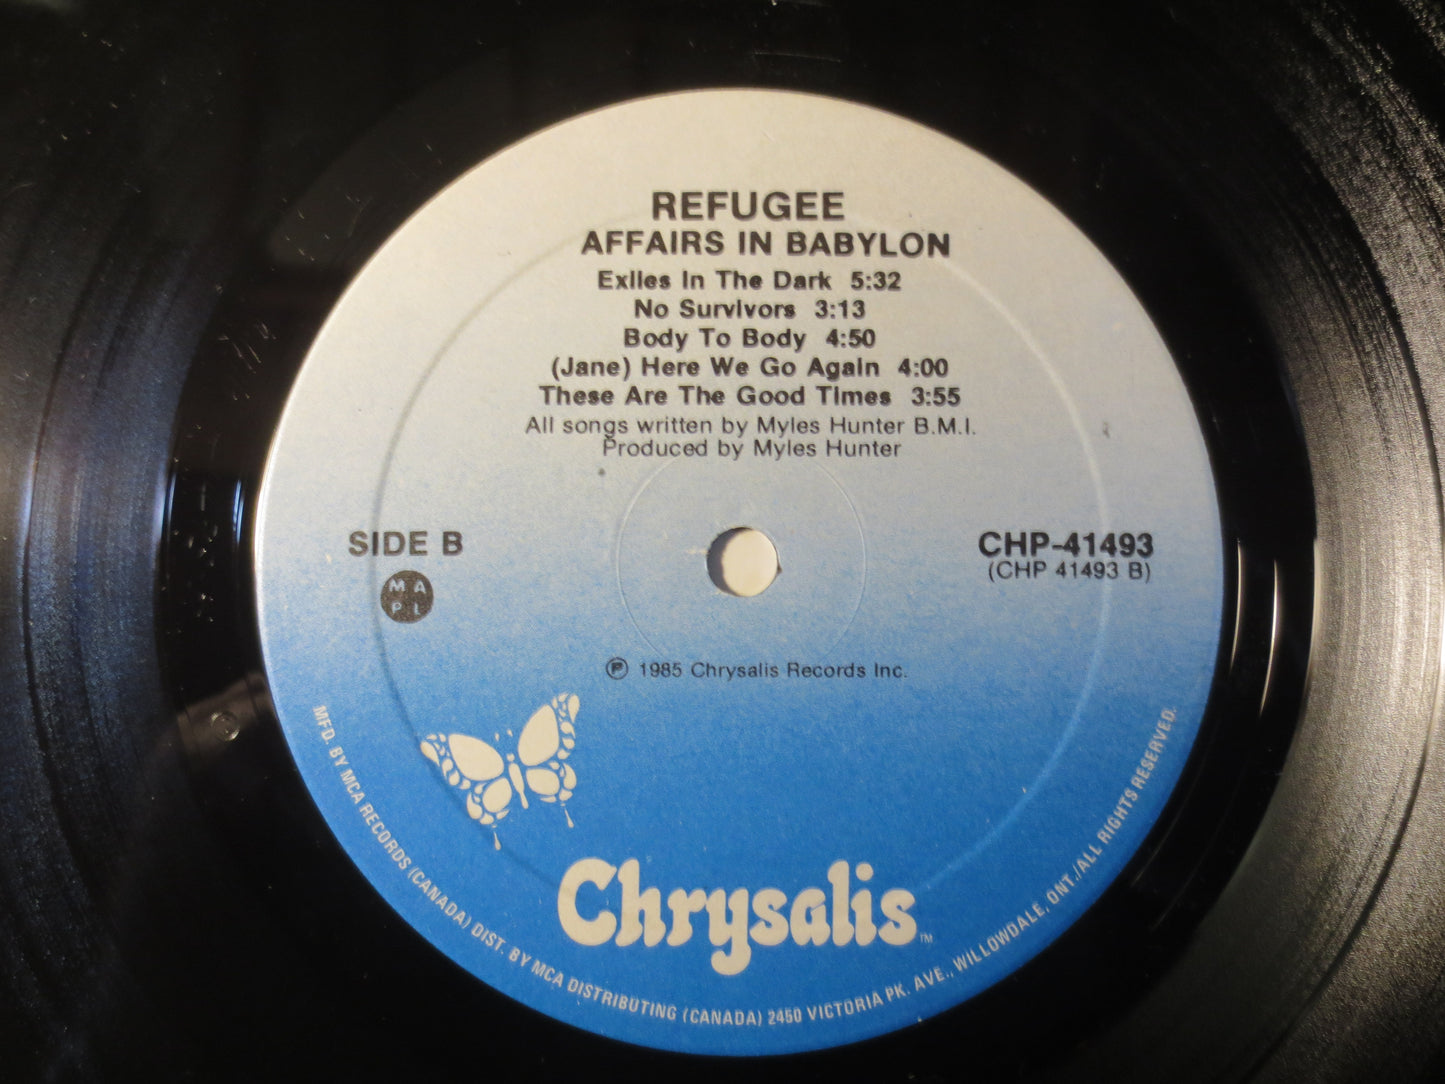 REFUGEE
AFFAIRS IN BABYLON
Exiles In The Dark 5:32
No Survivors 3:13
Body To Body 4:50
(Jane) Here We Go Again 4:00
These Are The Good Times 3:55
All songs written by Myles Hunter B.M.I.
Produced by Myles Hunter
SIDE B
CHP-41493
(CHP 41493 B)
M A
P L
℗ 1985 Chrysalis Records Inc.
Chrysalis™
MFD. BY MCA RECORDS (CANADA) DIST. BY MCA DISTRIBUTING (CANADA) 2450 VICTORIA PK. AVE., WILLOWDALE, ONT./ALL RIGHTS RESERVED.